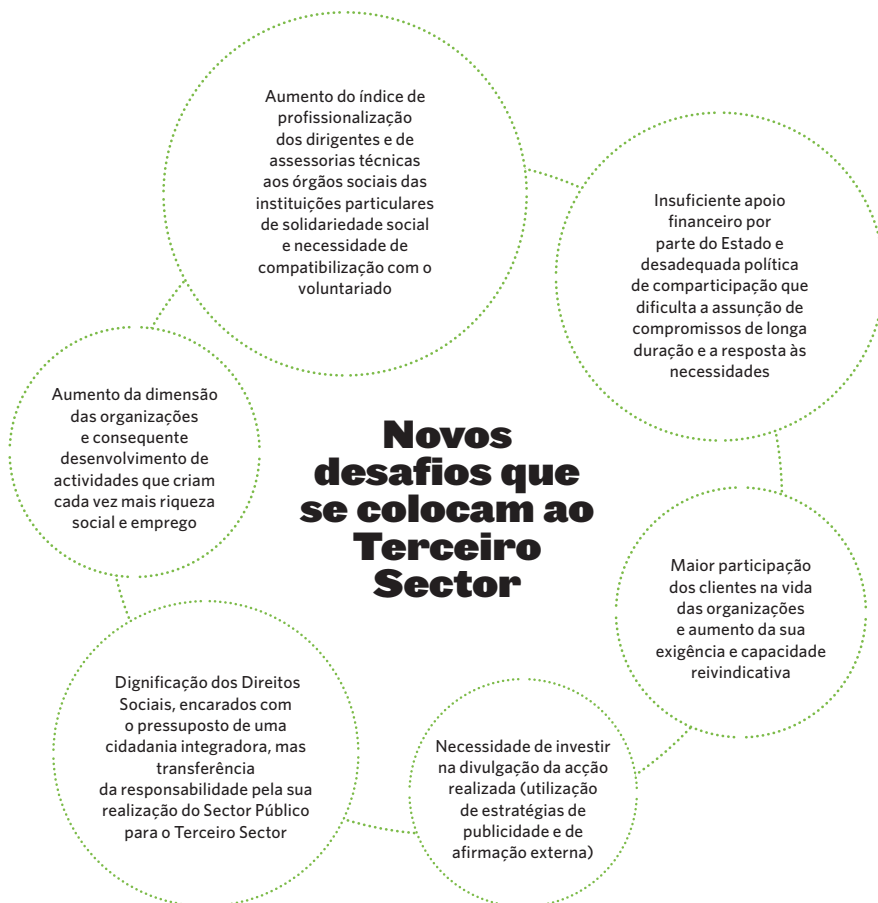 Aumento do índice de
profissionalização
dos dirigentes e de
assessorias técnicas
aos órgãos sociais das
instituições particulares
de solidariedade social
e necessidade de
compatibilização com o
voluntariado
Insuficiente apoio
financeiro por
parte do Estado e
desadequada política
de comparticipação que
dificulta a assunção de
compromissos de longa
duração e a resposta às
necessidades
Aumento da dimensão
das organizações
e consequente
desenvolvimento de
actividades que criam
cada vez mais riqueza
social e emprego
Novos
desafios que
se colocam ao
Terceiro
Sector
Maior participação
dos clientes na vida
das organizações
e aumento da sua
exigência e capacidade
reivindicativa
Dignificação dos Direitos
Sociais, encarados com
o pressuposto de uma
cidadania integradora, mas
transferência
da responsabilidade pela sua
realização do Sector Público
para o Terceiro Sector
Necessidade de investir
na divulgação da acção
realizada (utilização
de estratégias de
publicidade e de
afirmação externa)